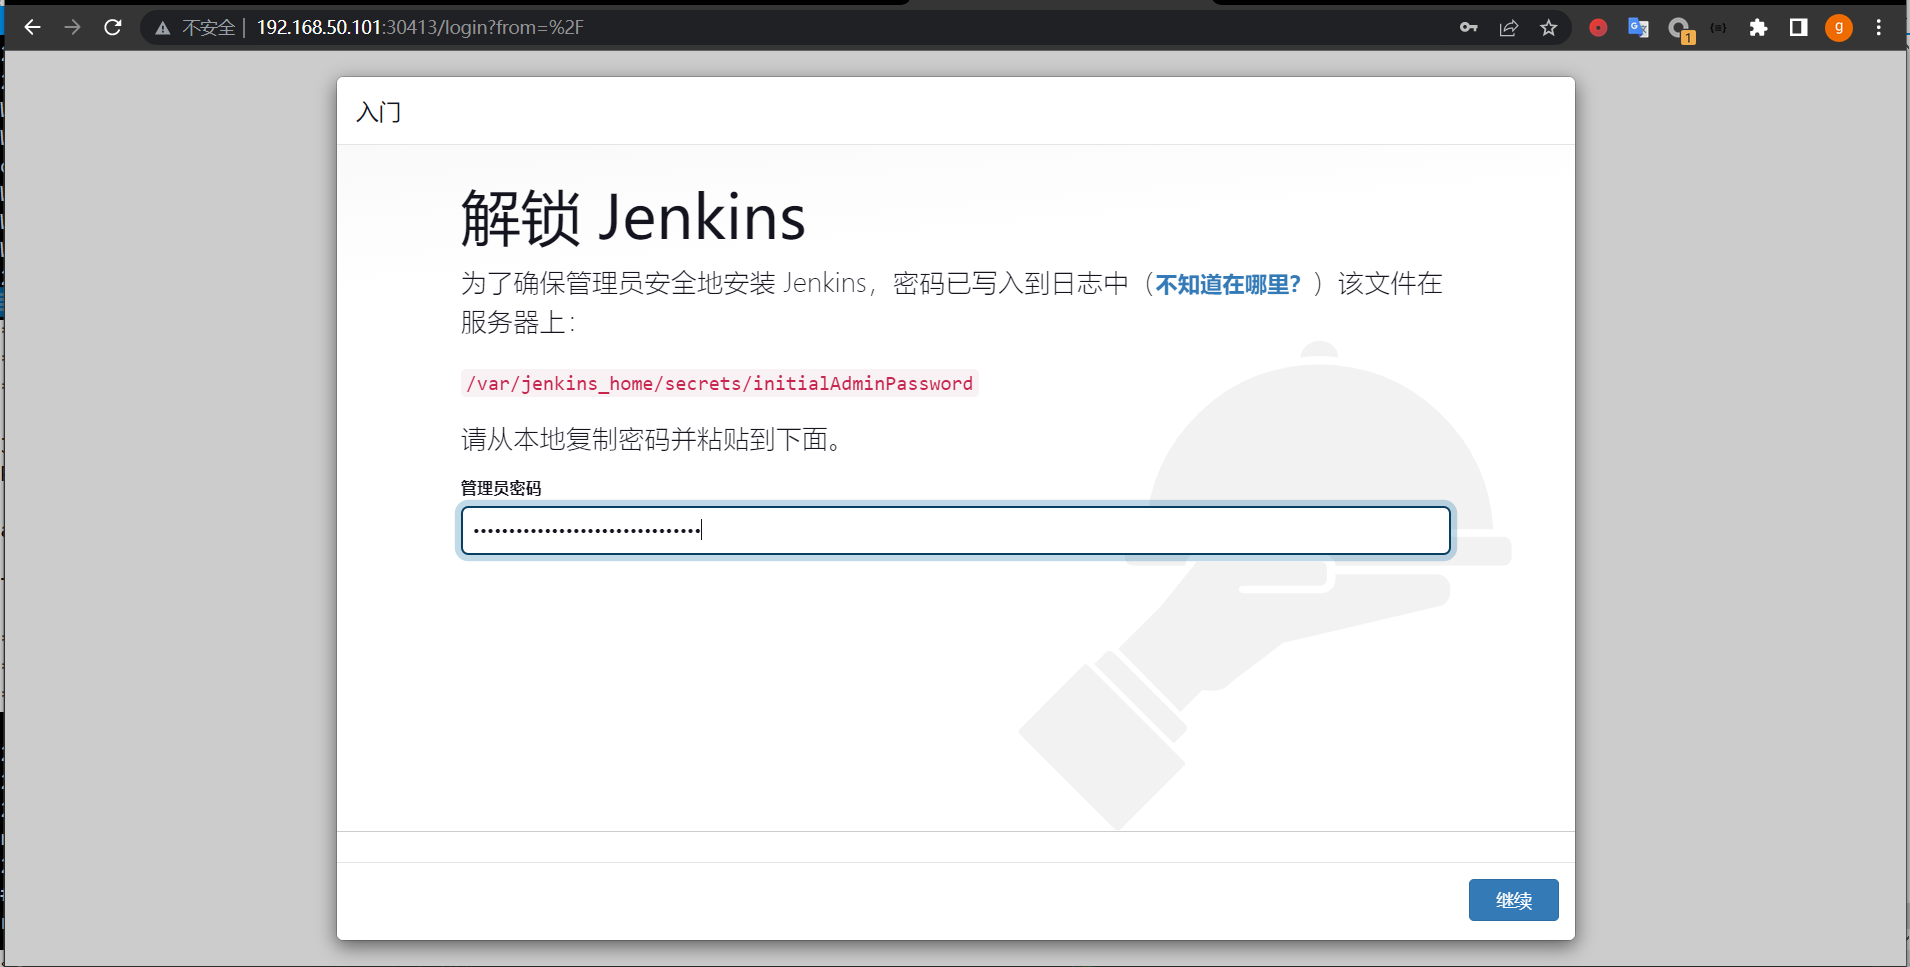 不安全 | 192.168.50.101:30413/login?from=%2F
1
g
入门
解锁 Jenkins
为了确保管理员安全地安装 Jenkins，密码已写入到日志中（不知道在哪里？）该文件在
服务器上：
/var/jenkins_home/secrets/initialAdminPassword
请从本地复制密码并粘贴到下面。
管理员密码
继续